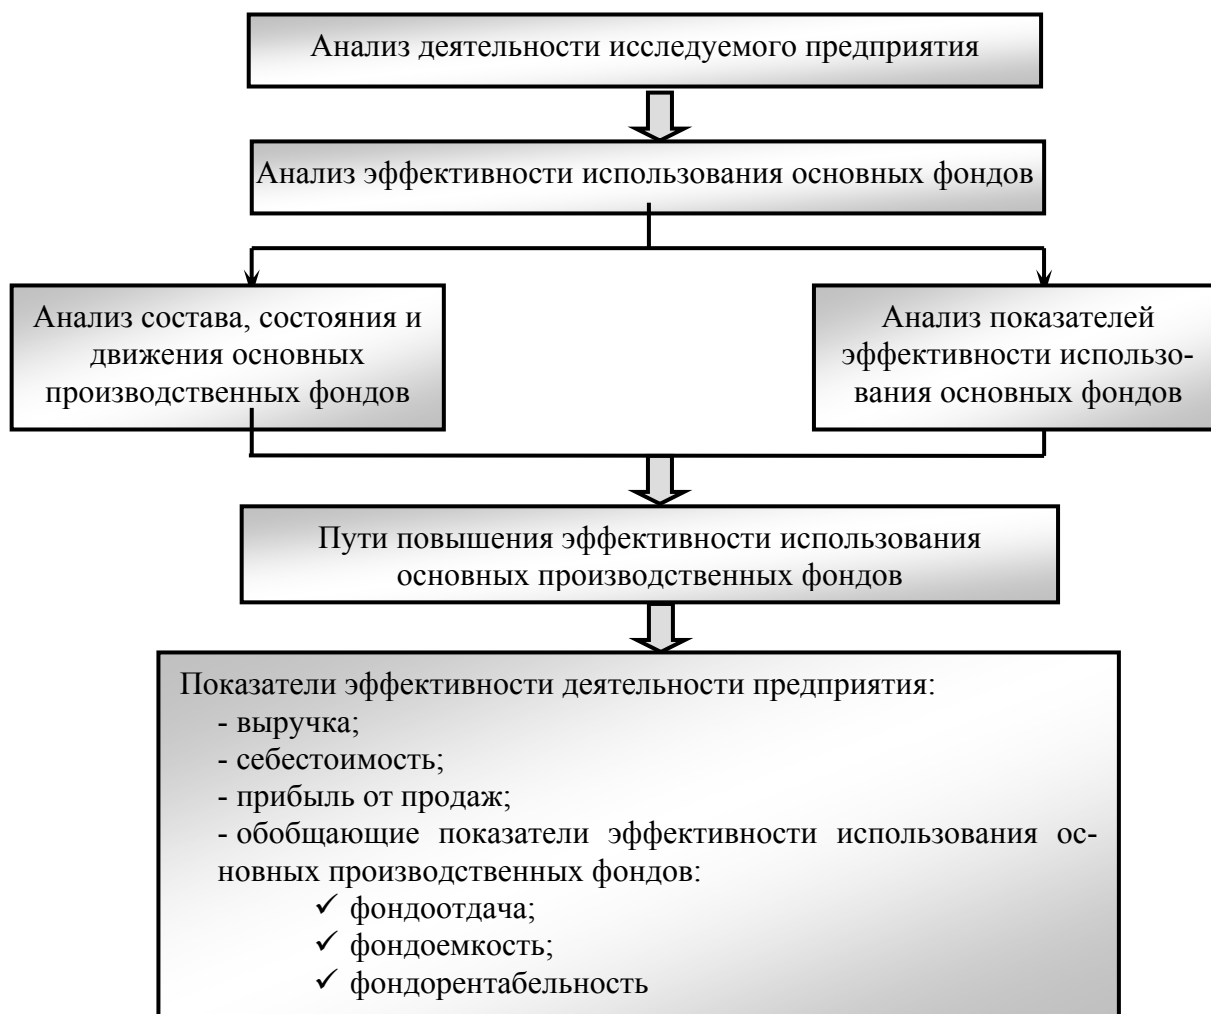 Анализ деятельности исследуемого предприятия
Анализ эффективности использования основных фондов
Анализ состава, состояния и
движения основных
производственных фондов
Анализ показателей
эффективности использо-
вания основных фондов
Пути повышения эффективности использования
основных производственных фондов
Показатели эффективности деятельности предприятия:
- выручка;
- себестоимость;
- прибыль от продаж;
- обобщающие показатели эффективности использования ос-
новных производственных фондов:
✓ фондоотдача;
✓ фондоемкость;
✓ фондорентабельность